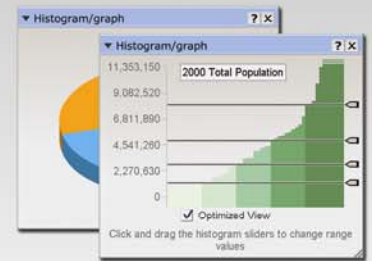 Histogram/graph
Histogram/graph
11,353,150
2000 Total Population
9,082,520
6,811,890
4,541,260
2,270,630
0
Optimized View
Click and drag the histogram sliders to change range
values